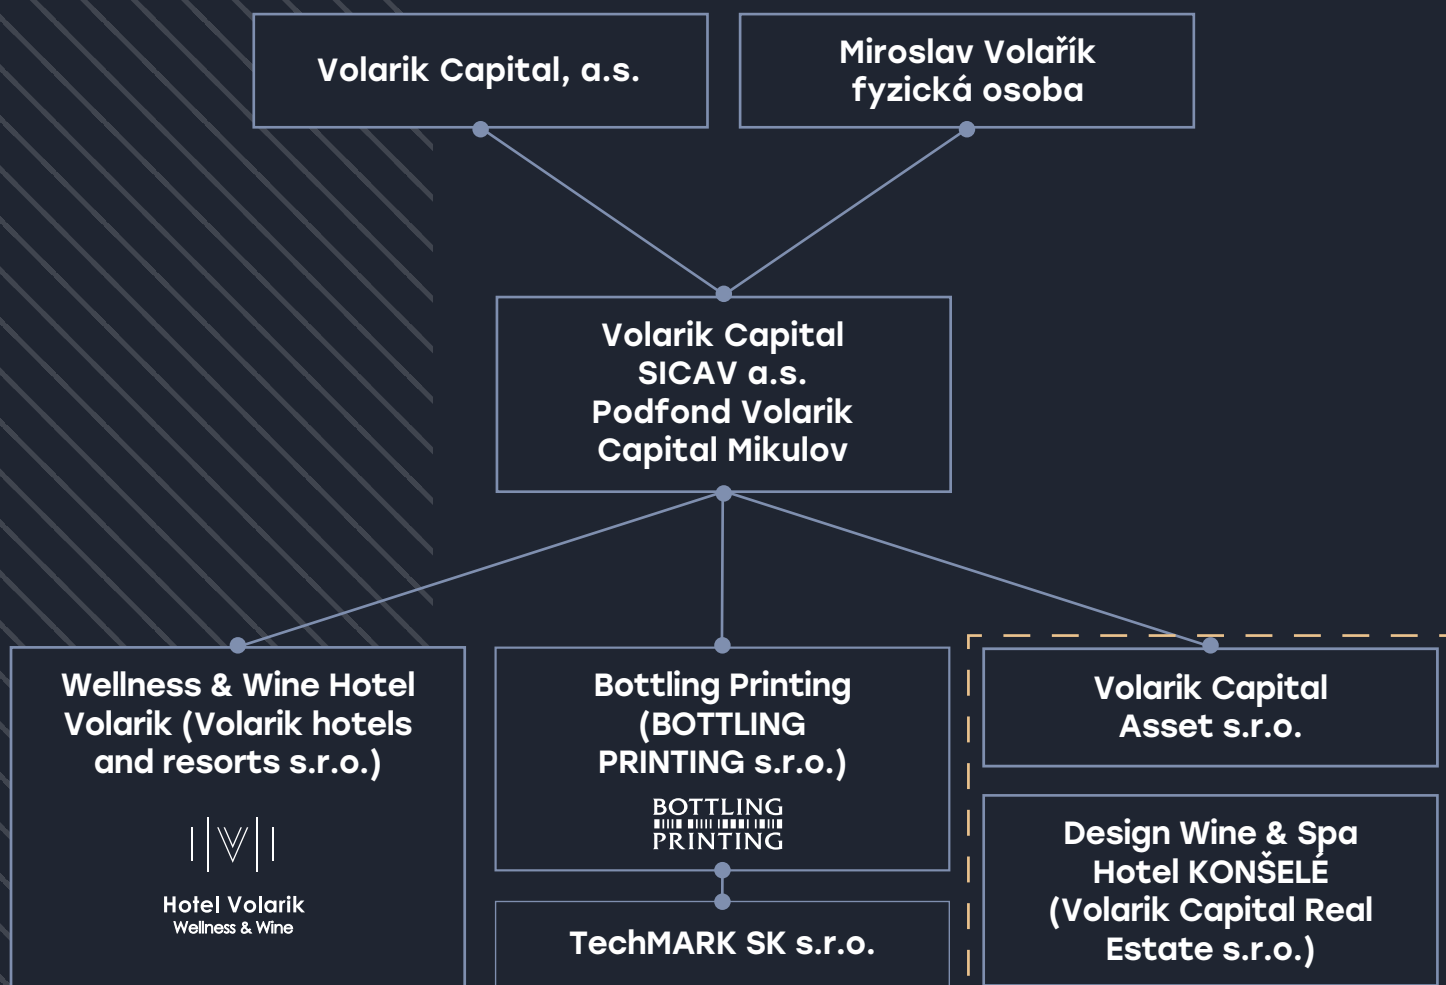 Volarik Capital, a.s.
Miroslav Volařík
fyzická osoba
Volarik Capital
SICAV a.s.
Podfond Volarik
Capital Mikulov
Wellness & Wine Hotel
Volarik (Volarik hotels
and resorts s.r.o.)
Hotel Volarik
Wellness & Wine
Bottling Printing
(BOTTLING
PRINTING s.r.o.)
BOTTLING
PRINTING
TechMARK SK s.r.o.
Volarik Capital
Asset s.r.o.
Design Wine & Spa
Hotel KONŠELÉ
(Volarik Capital Real
Estate s.r.o.)